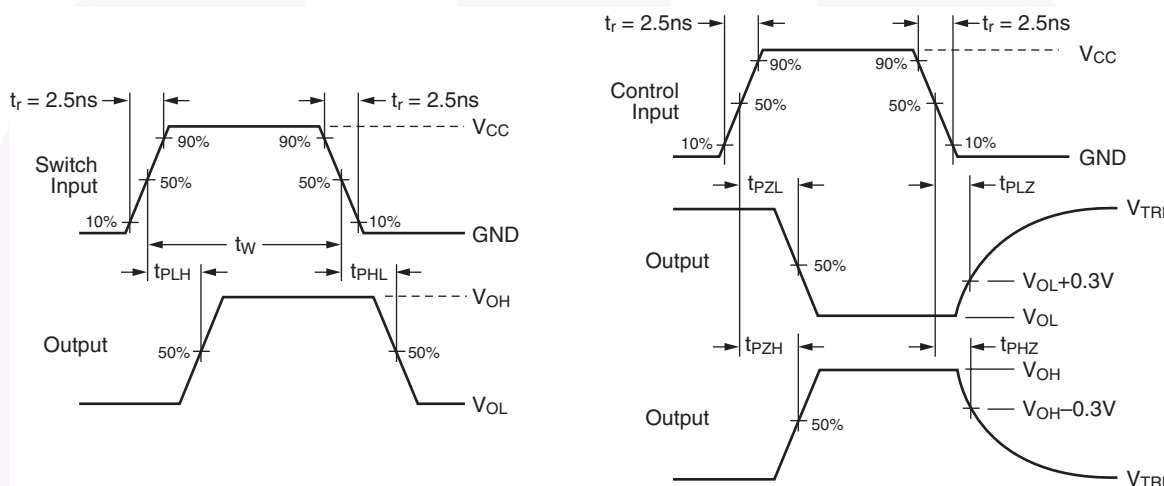 tr = 2.5ns
tr = 2.5ns
VCC
90%
90%
Switch
Input
50%
50%
10%
10%
GND
tW
tPLH
tPHL
VOH
Output
50%
50%
VOL
tr = 2.5ns
tr = 2.5ns
VCC
90%
90%
Control
Input
50%
50%
10%
10%
GND
tPZL
tPLZ
VTRI
Output
50%
VOL+0.3V
VOL
tPZH
tPHZ
VOH
VOH–0.3V
Output
50%
VTRI